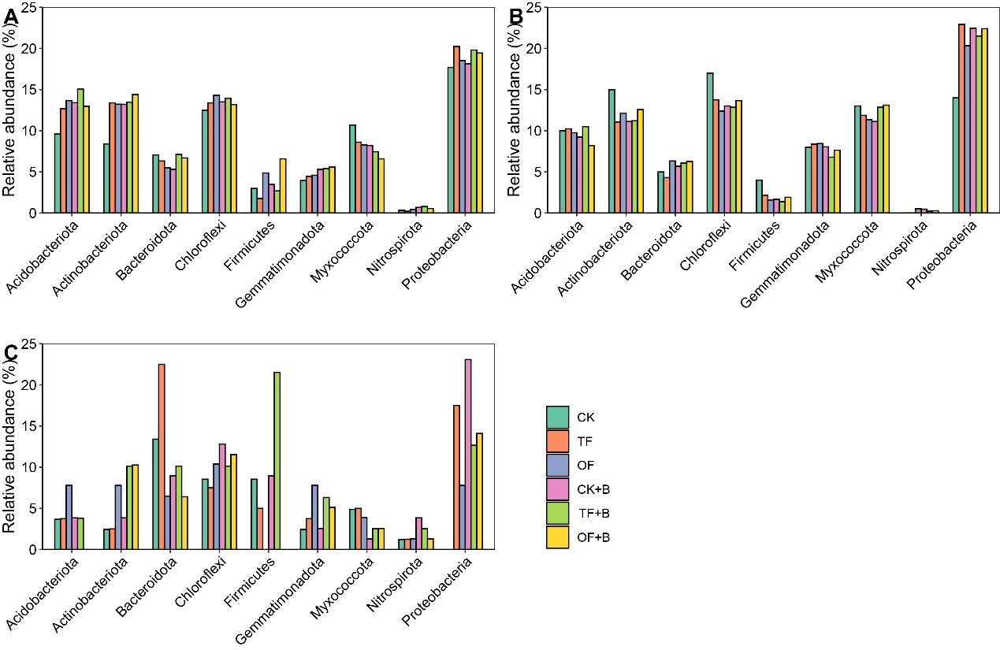 A
Relative abundance (%)
25
20
15
10
5
0
Acidobacteriota
Actinobacteriota
Bacteroidota
Chloroflexi
Firmicutes
Gemmatimonadota
Myxococcota
Nitrospirota
Proteobacteria
B
Relative abundance (%)
25
20
15
10
5
0
Acidobacteriota
Actinobacteriota
Bacteroidota
Chloroflexi
Firmicutes
Gemmatimonadota
Myxococcota
Nitrospirota
Proteobacteria
C
Relative abundance (%)
25
20
15
10
5
0
Acidobacteriota
Actinobacteriota
Bacteroidota
Chloroflexi
Firmicutes
Gemmatimonadota
Myxococcota
Nitrospirota
Proteobacteria
CK
TF
OF
CK+B
TF+B
OF+B